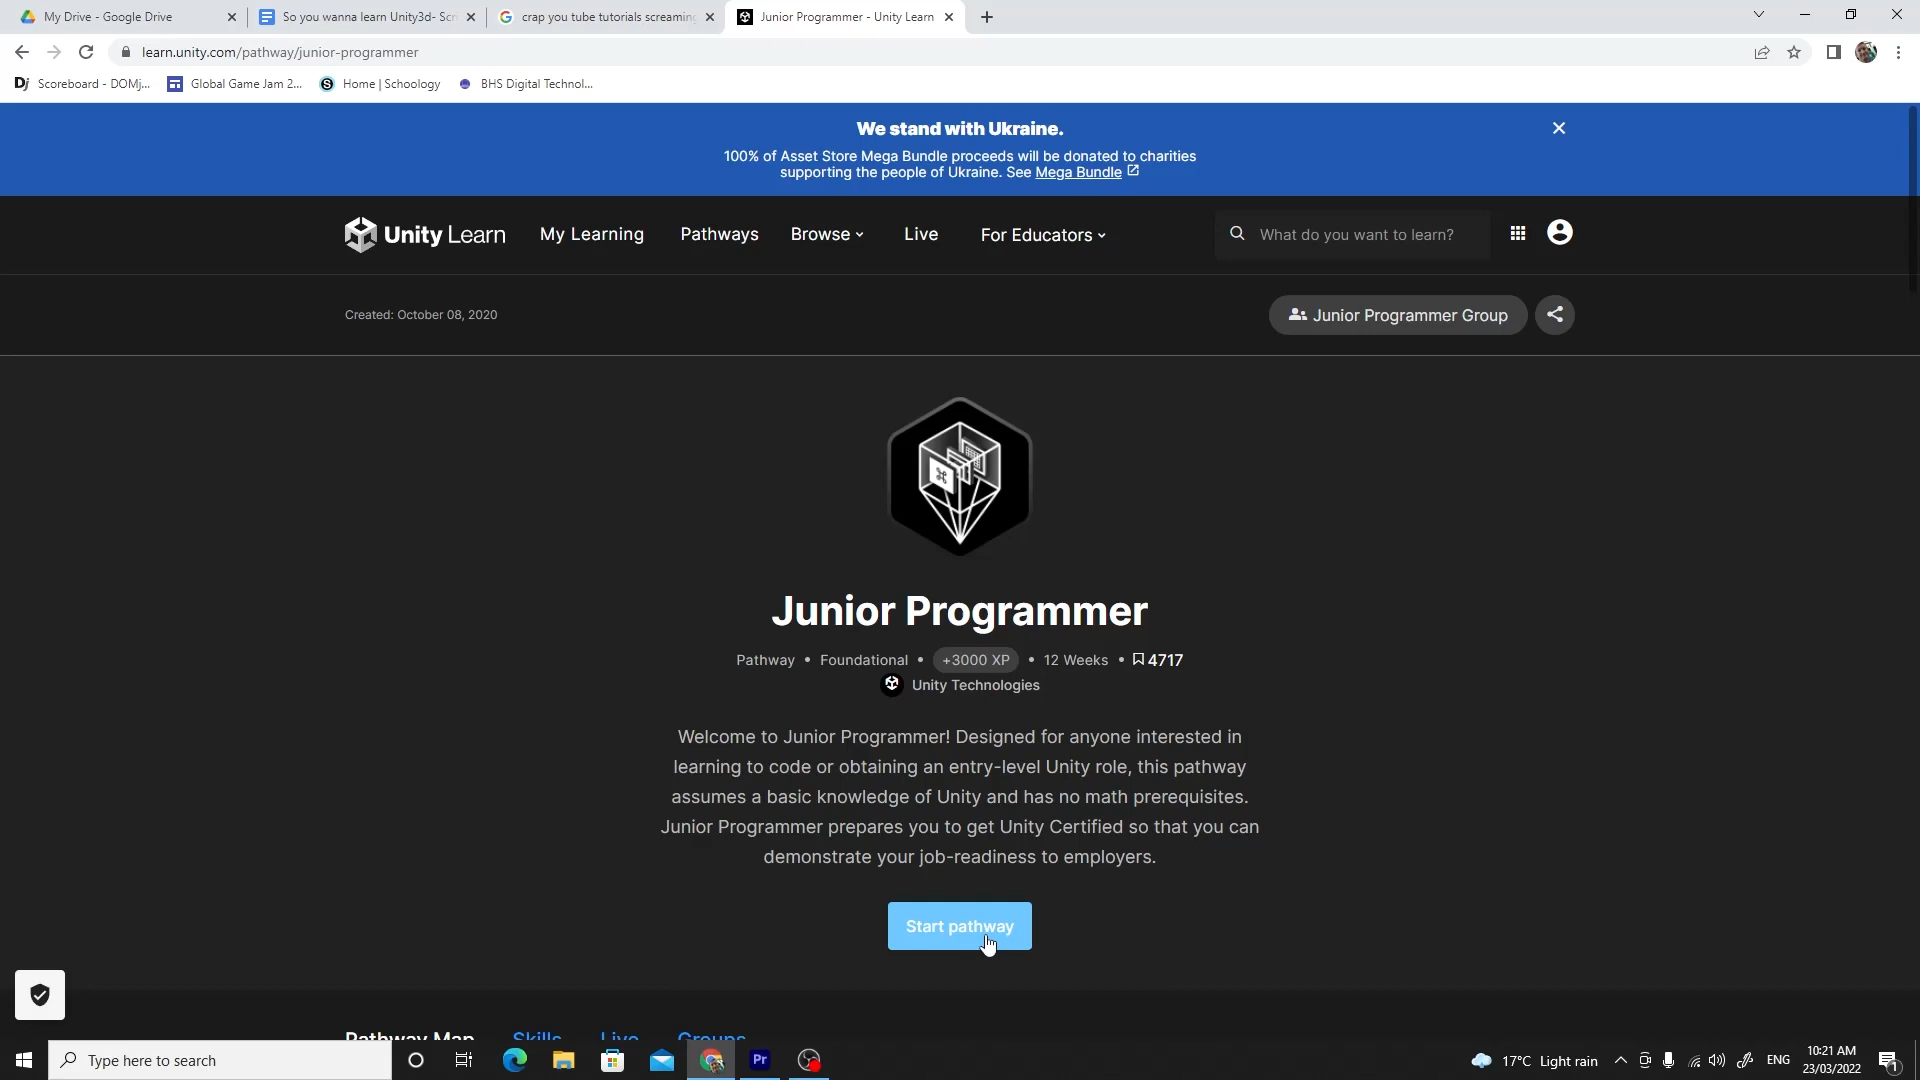 My Drive - Google Drive
So you wanna learn Unity3d- Scr
crap you tube tutorials screaming
Junior Programmer - Unity Learn
learn.unity.com/pathway/junior-programmer
Scoreboard - DOMj...
Global Game Jam 2...
Home | Schoology
BHS Digital Technol...
We stand with Ukraine.
100% of Asset Store Mega Bundle proceeds will be donated to charities
supporting the people of Ukraine. See Mega Bundle
Unity Learn
My Learning
Pathways
Browse
Live
For Educators
What do you want to learn?
Created: October 08, 2020
Junior Programmer Group
Junior Programmer
Pathway • Foundational • +3000 XP • 12 Weeks • 4717
Unity Technologies
Welcome to Junior Programmer! Designed for anyone interested in
learning to code or obtaining an entry-level Unity role, this pathway
assumes a basic knowledge of Unity and has no math prerequisites.
Junior Programmer prepares you to get Unity Certified so that you can
demonstrate your job-readiness to employers.
Start pathway
Pathway Map
Skills
Live
Groups
Type here to search
Pr
17°C Light rain
ENG
10:21 AM
23/03/2022
1